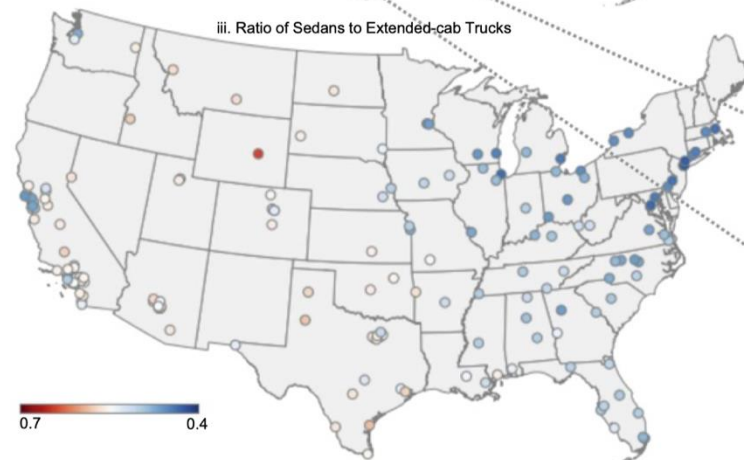 iii. Ratio of Sedans to Extended-cab Trucks
0.7 0.4